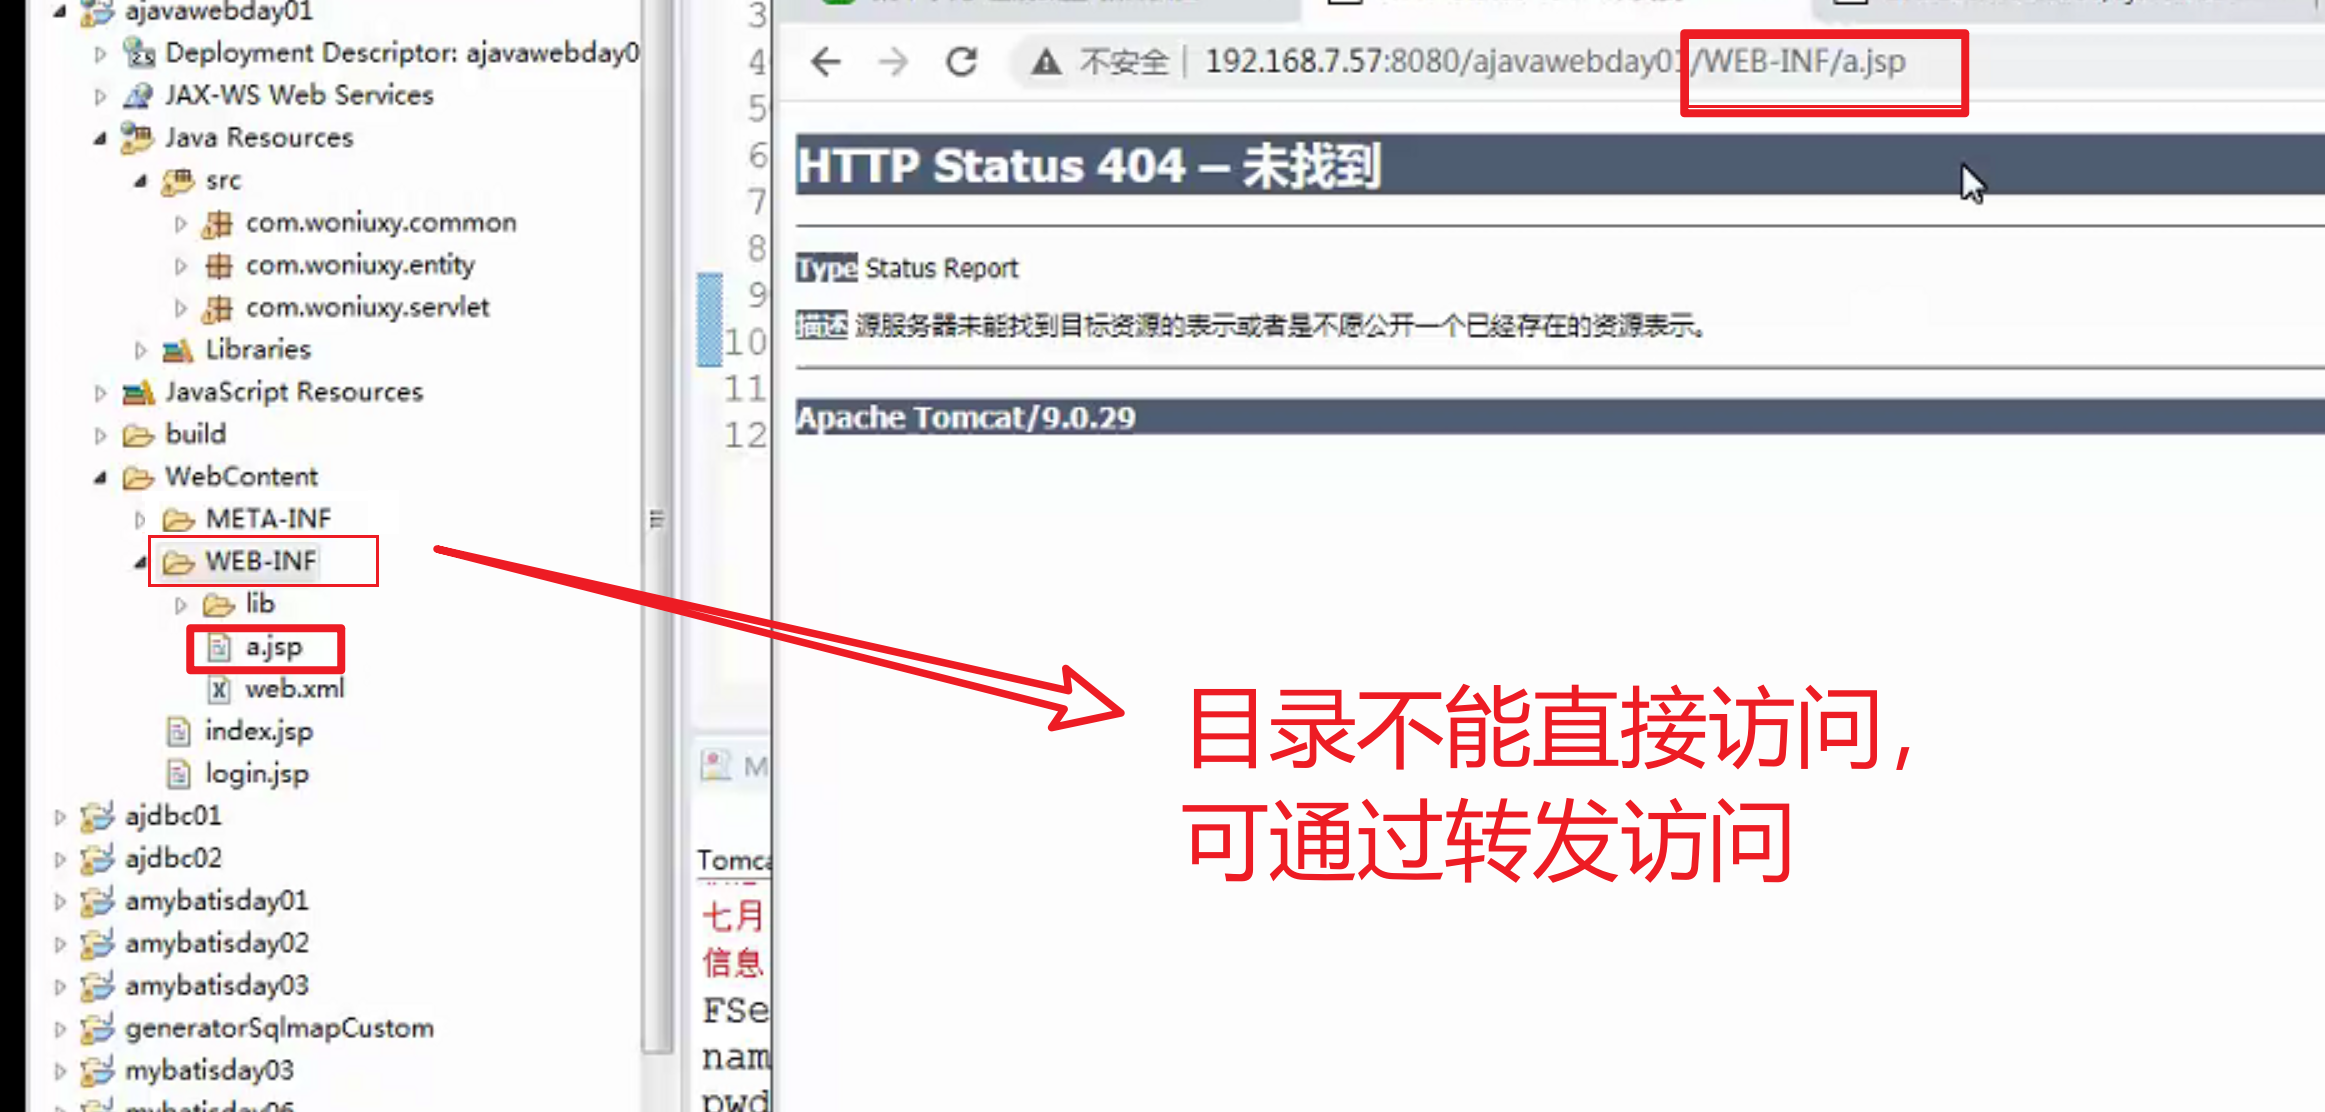 ajavawebday01
Deployment Descriptor: ajavawebday0
JAX-WS Web Services
Java Resources
src
com.woniuxy.common
com.woniuxy.entity
com.woniuxy.servlet
Libraries
JavaScript Resources
build
WebContent
META-INF
WEB-INF
lib
a.jsp
web.xml
index.jsp
login.jsp
ajdbc01
ajdbc02
amybatisday01
amybatisday02
amybatisday03
generatorSqlmapCustom
mybatisday03
3
4
5
6
7
8
9
10
11
12
M
Tomca
七月
信息
FSe
nam
pwd
不安全 | 192.168.7.57:8080/ajavawebday01/WEB-INF/a.jsp
HTTP Status 404 – 未找到
Type Status Report
描述 源服务器未能找到目标资源的表示或者是不愿公开一个已经存在的资源表示。
Apache Tomcat/9.0.29
目录不能直接访问，
可通过转发访问